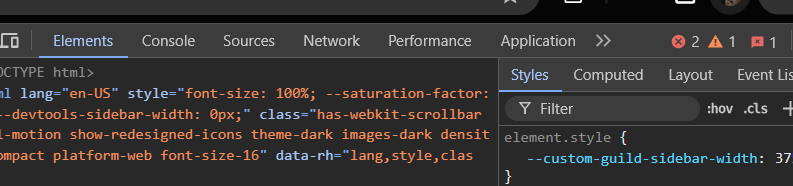 Elements Console Sources Network Performance Application 2 1 1
OCTYPE html>
ml lang="en-US" style="font-size: 100%; --saturation-factor:
--devtools-sidebar-width: 0px;" class="has-webkit-scrollbar
l-motion show-redesigned-icons theme-dark images-dark densit
ompact platform-web font-size-16" data-rh="lang,style,clas
Styles Computed Layout Event Lis
Filter :hov .cls +
element.style {
--custom-guild-sidebar-width: 37
}